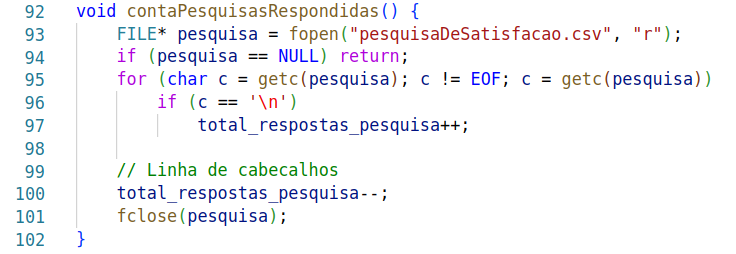 92 void contaPesquisasRespondidas() {
93     FILE* pesquisa = fopen("pesquisaDeSatisfacao.csv", "r");
94     if (pesquisa == NULL) return;
95     for (char c = getc(pesquisa); c != EOF; c = getc(pesquisa))
96         if (c == '\n')
97             total_respostas_pesquisa++;
98
99     // Linha de cabecalhos
100     total_respostas_pesquisa--;
101     fclose(pesquisa);
102 }